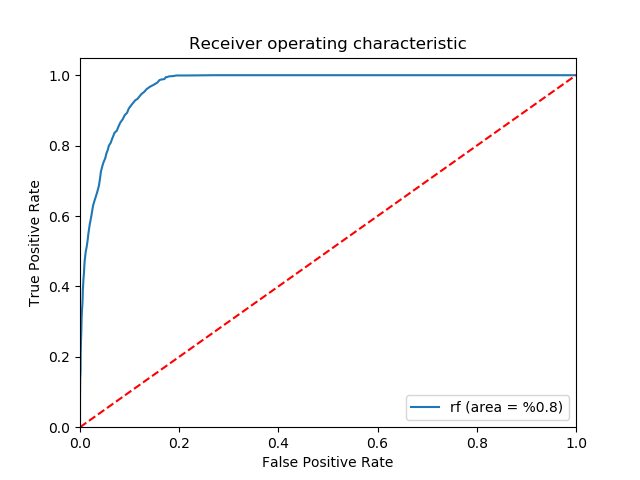 Receiver operating characteristic
True Positive Rate
1.0
0.8
0.6
0.4
0.2
0.0
rf (area = %0.8)
0.0 0.2 0.4 0.6 0.8 1.0
False Positive Rate